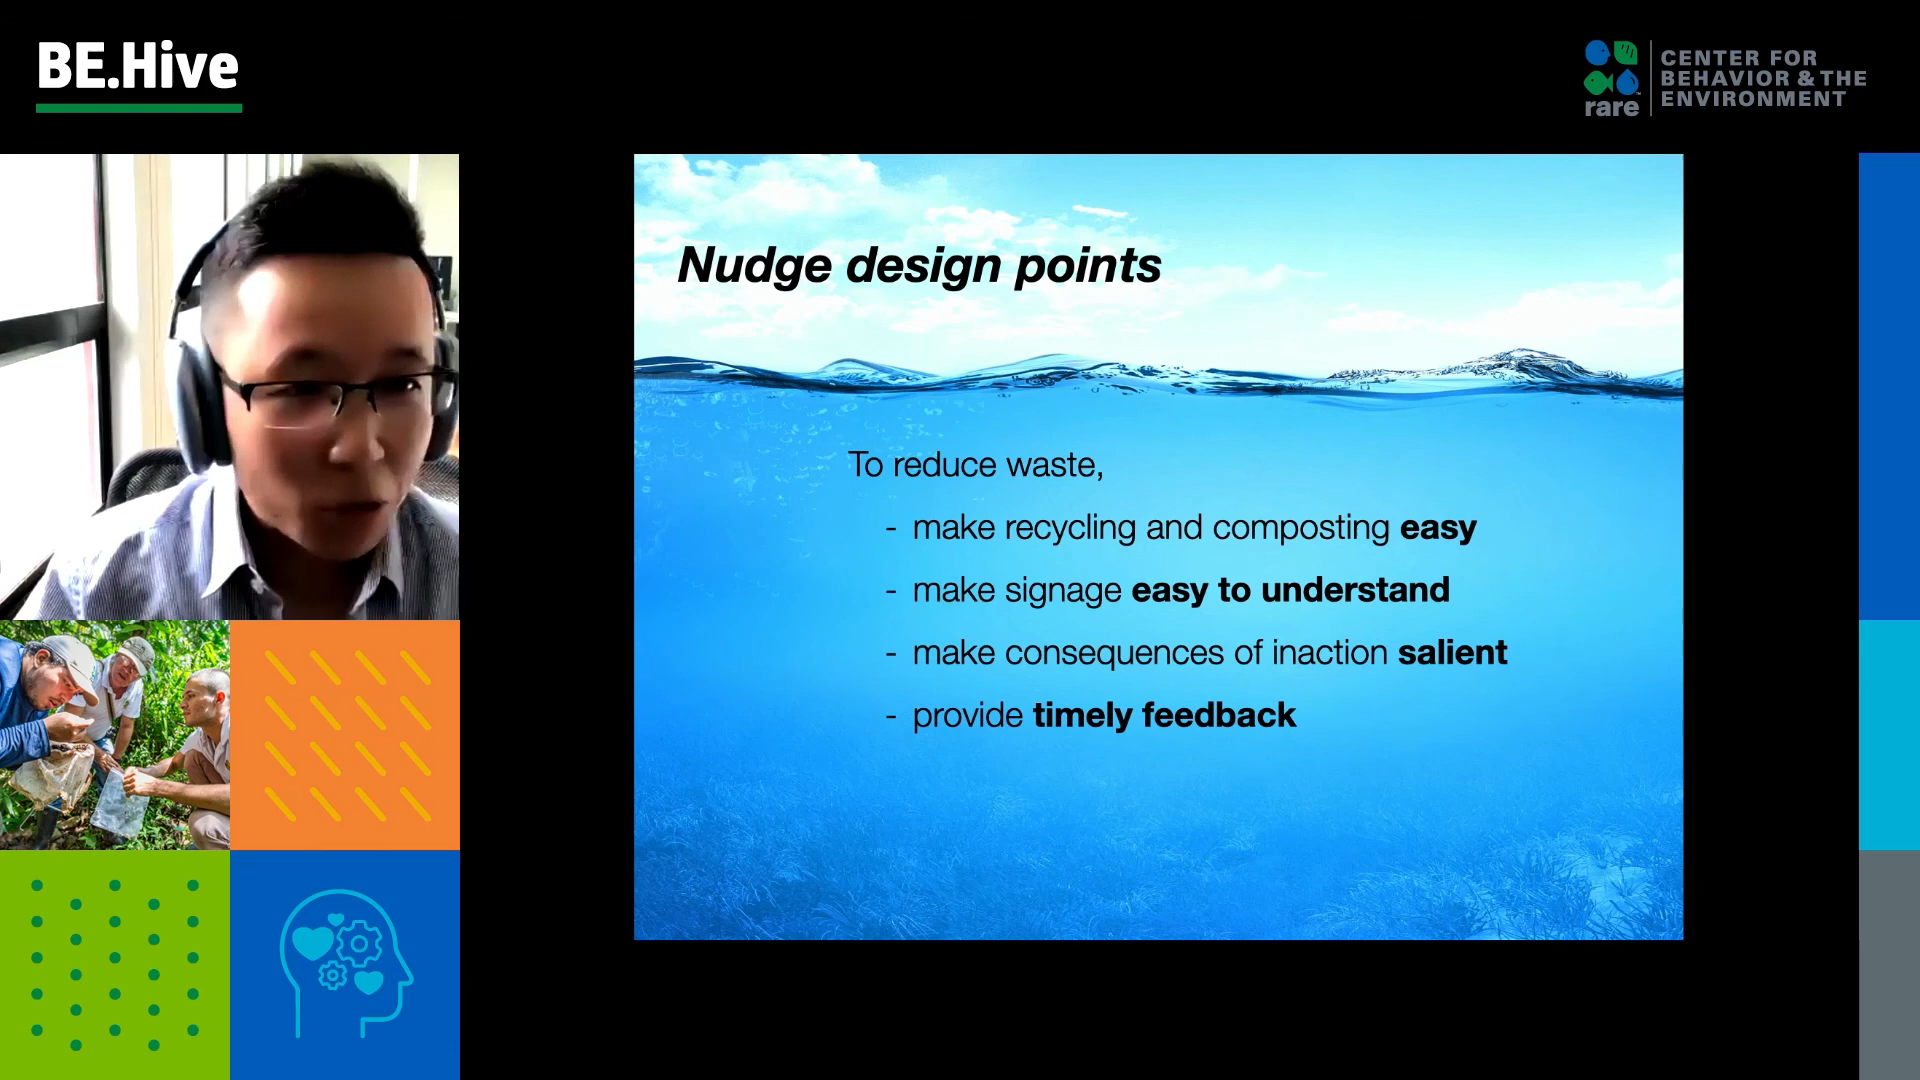 BE.Hive
rare
CENTER FOR
BEHAVIOR & THE
ENVIRONMENT
Nudge design points
To reduce waste,
- make recycling and composting easy
- make signage easy to understand
- make consequences of inaction salient
- provide timely feedback